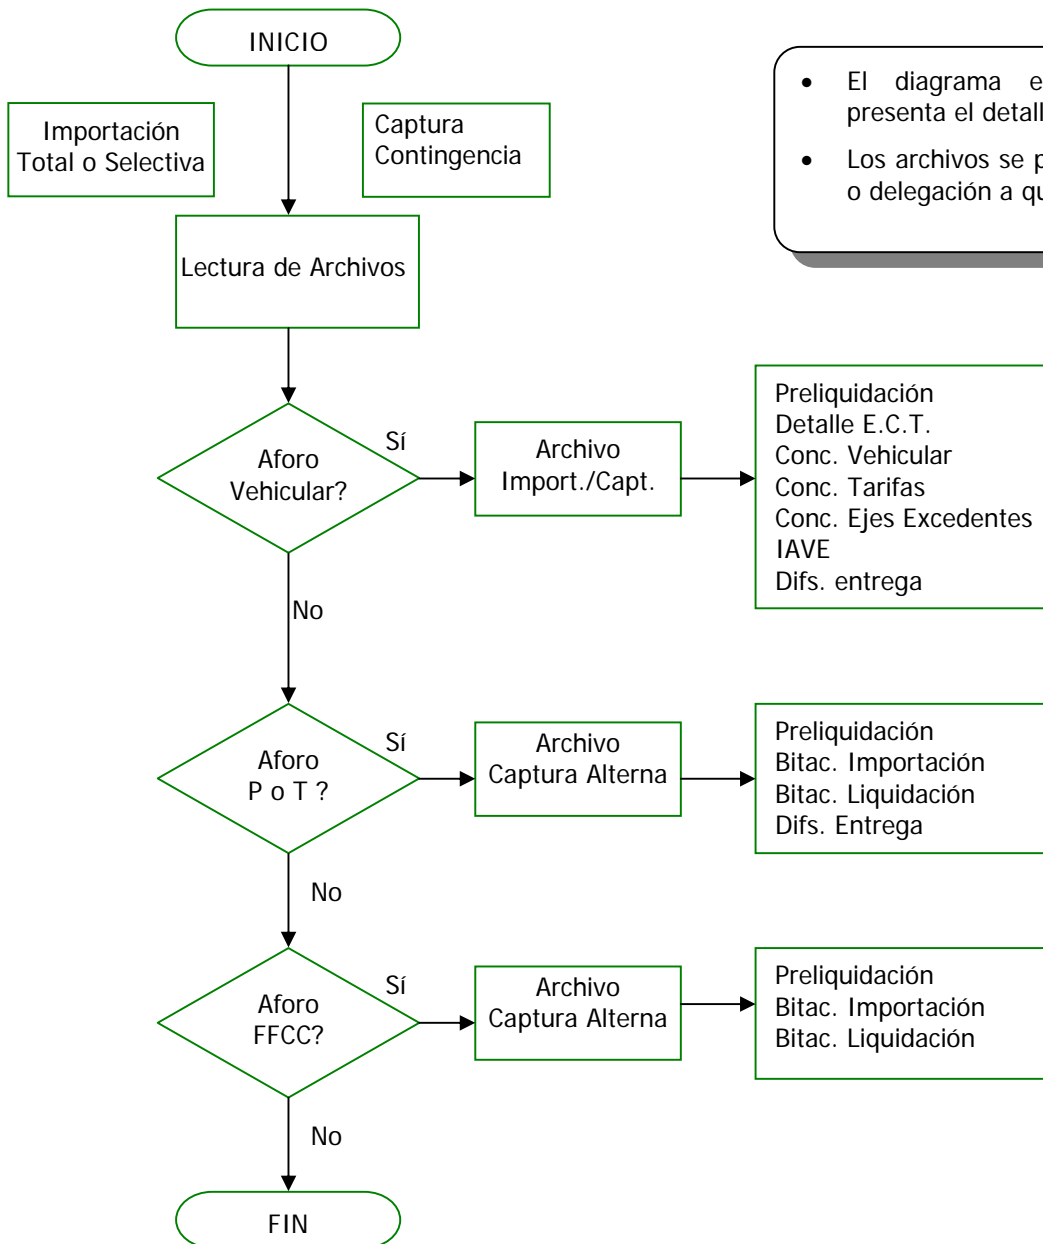 INICIO
Importación
Total o Selectiva
Captura
Contingencia
• El diagrama e
presenta el detall
• Los archivos se p
o delegación a qu
Lectura de Archivos
Aforo
Vehicular?
Sí
Archivo
Import./Capt.
Preliquidación
Detalle E.C.T.
Conc. Vehicular
Conc. Tarifas
Conc. Ejes Excedentes
IAVE
Difs. entrega
No
Aforo
P o T ?
Sí
Archivo
Captura Alterna
Preliquidación
Bitac. Importación
Bitac. Liquidación
Difs. Entrega
No
Aforo
FFCC?
Sí
Archivo
Captura Alterna
Preliquidación
Bitac. Importación
Bitac. Liquidación
No
FIN